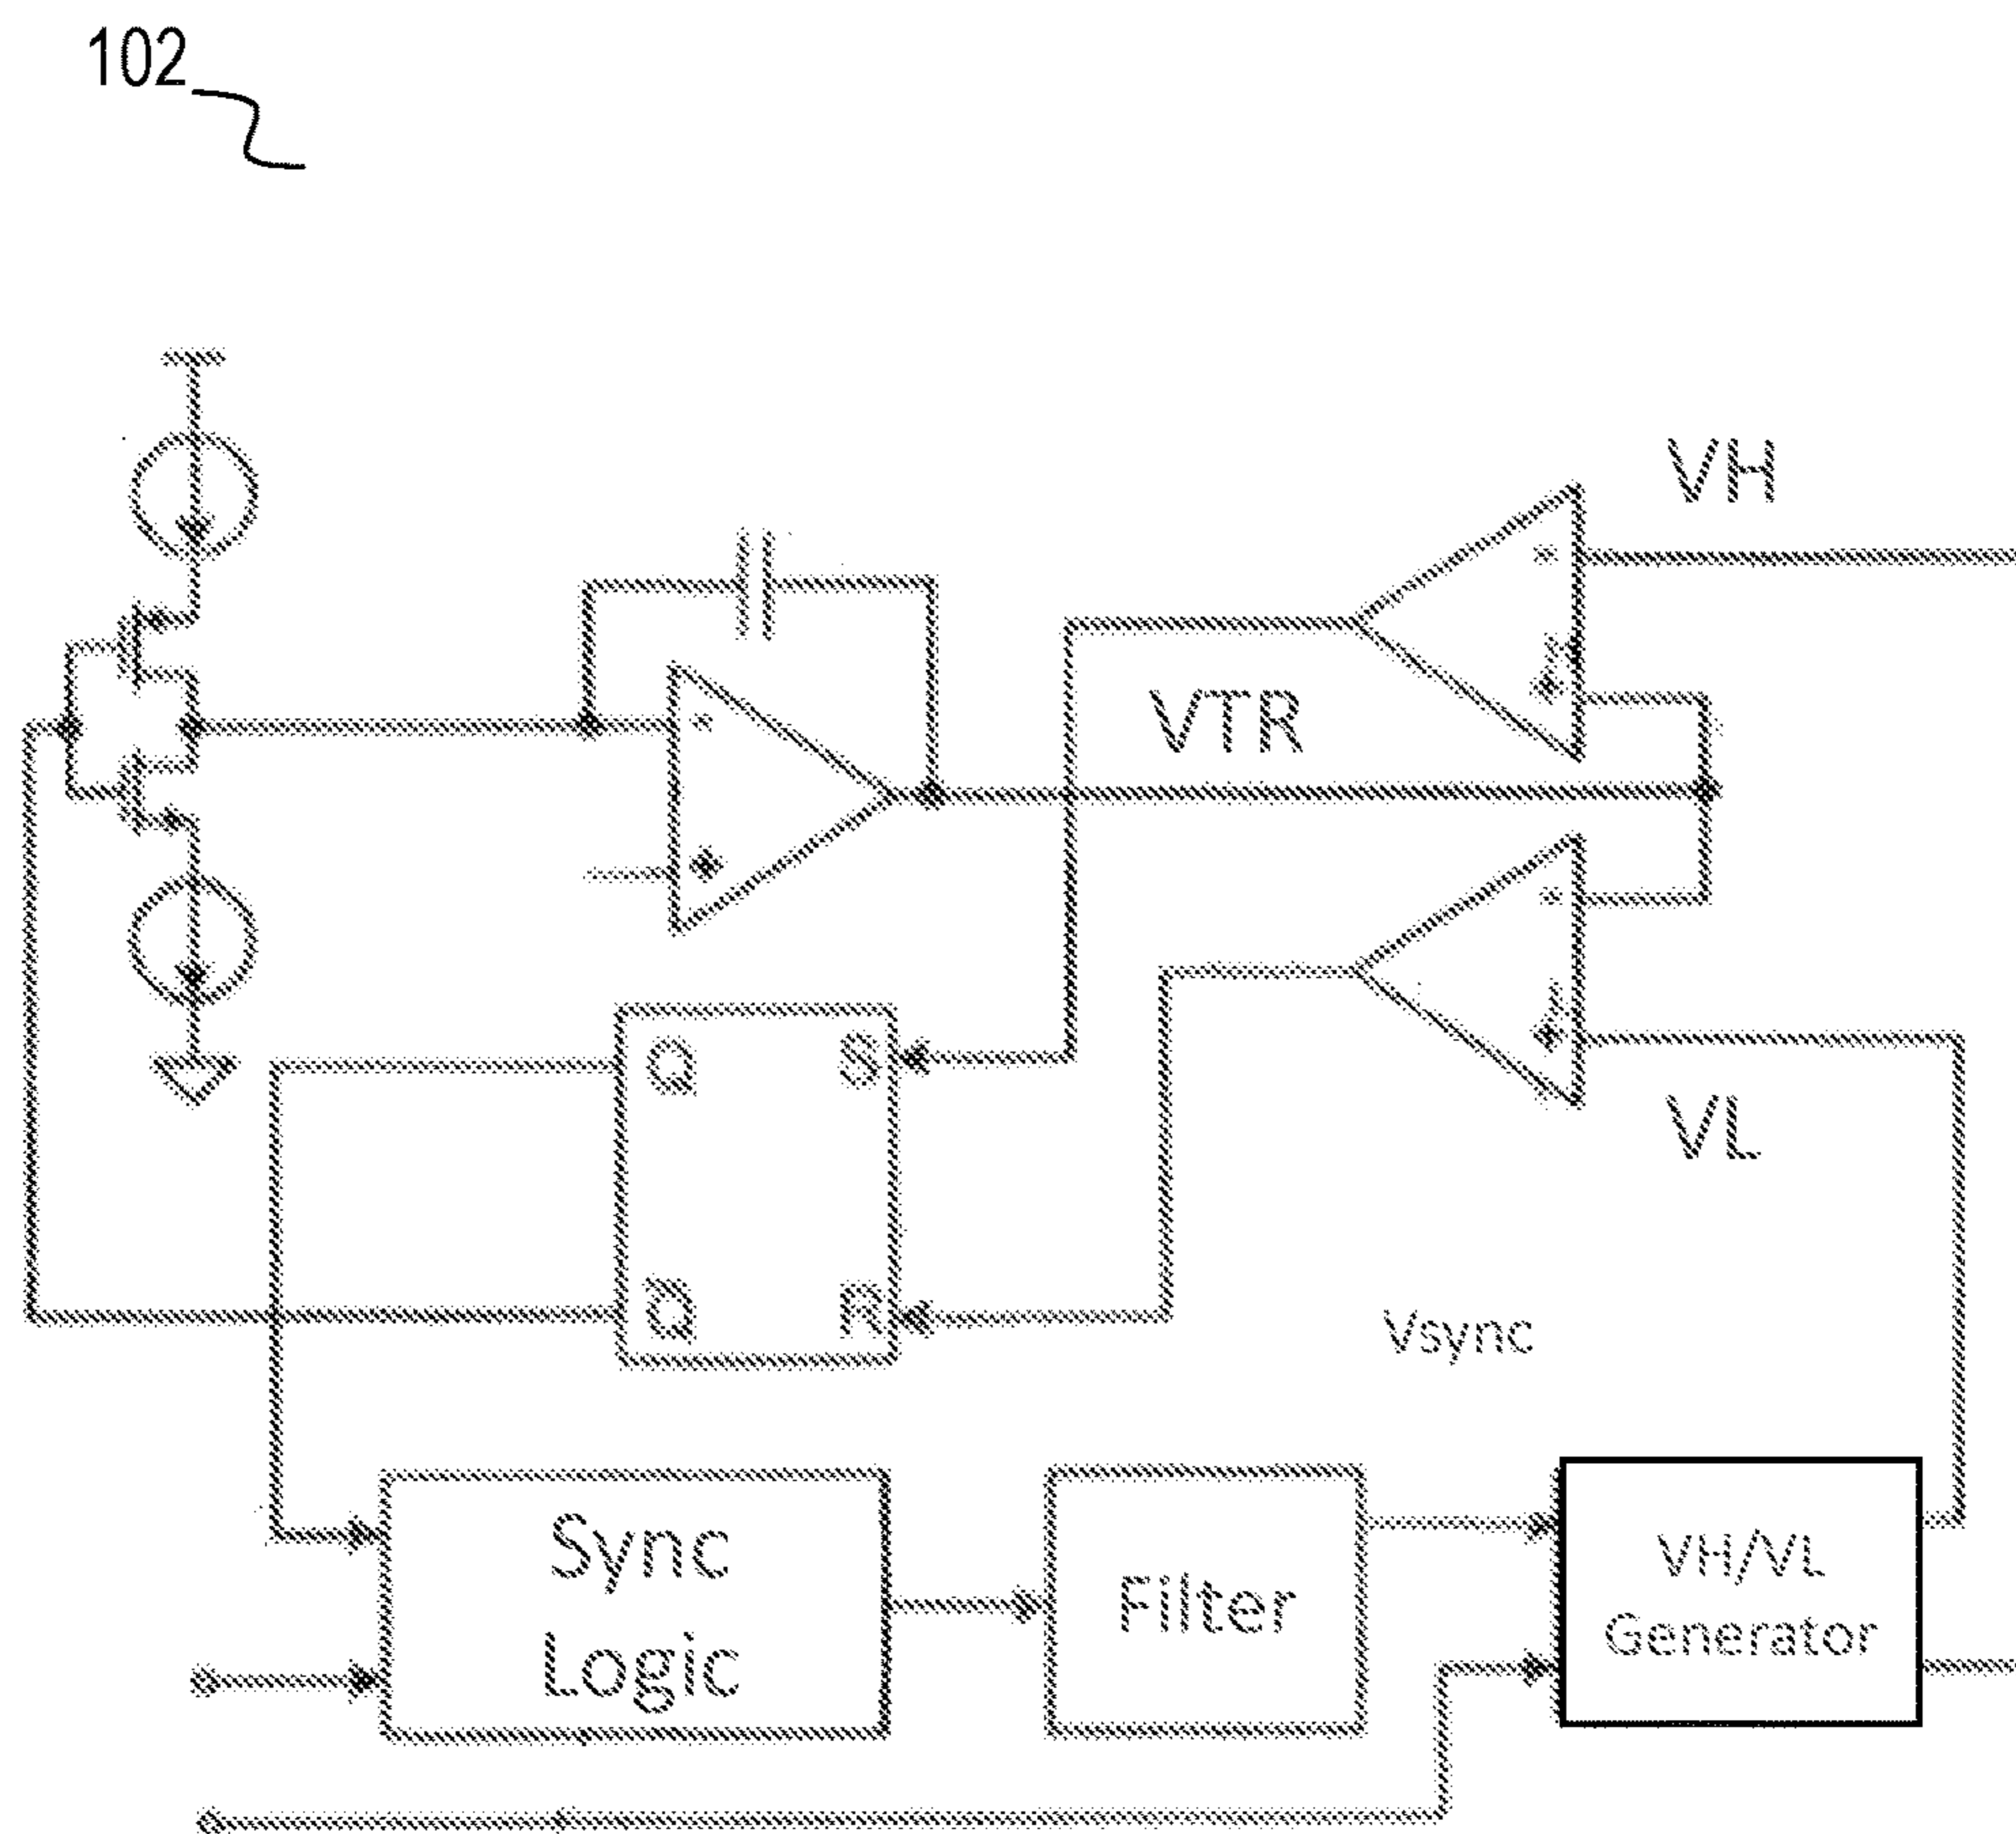 102
VH
VTR
VL
Q S
Q̅ R
Vsync
Sync
Logic
Filter
VH/VL
Generator